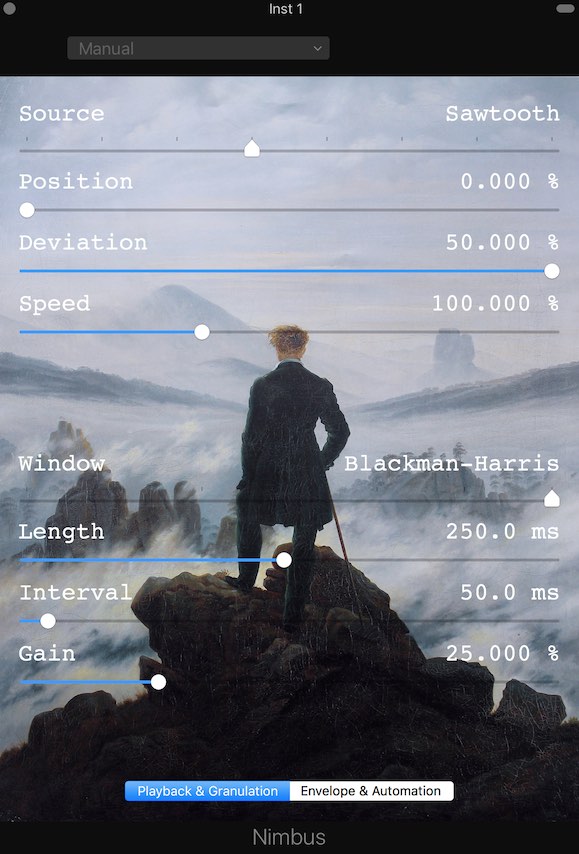 Inst 1
Manual
Source Sawtooth
Position 0.000 %
Deviation 50.000 %
Speed 100.000 %
Window Blackman-Harris
Length 250.0 ms
Interval 50.0 ms
Gain 25.000 %
Playback & Granulation Envelope & Automation
Nimbus